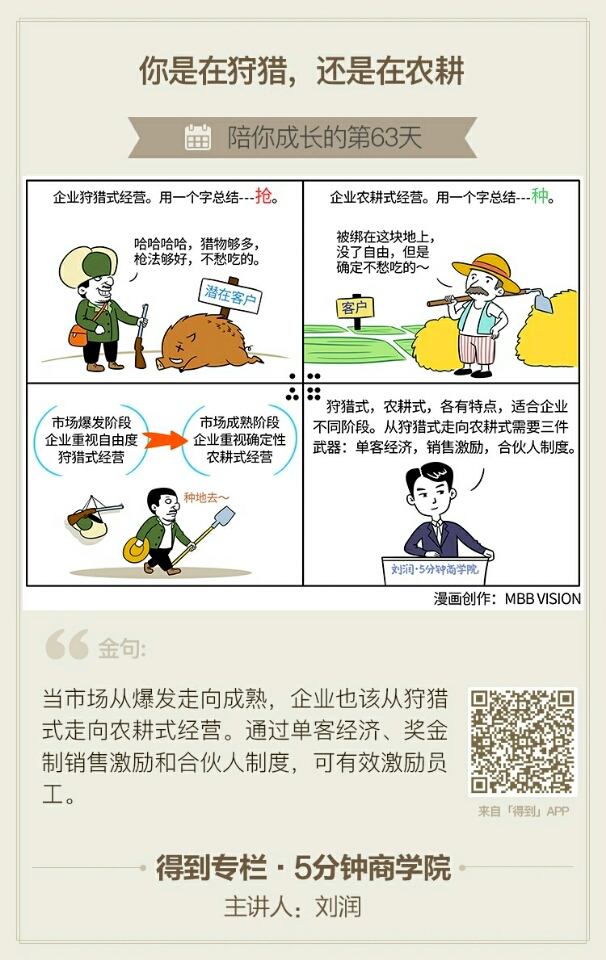 你是在狩猎，还是在农耕
陪你成长的第63天
企业狩猎式经营。用一个字总结---抢。
哈哈哈哈，猎物够多，
枪法够好，不愁吃的。
潜在客户
企业农耕式经营。用一个字总结---种。
被绑在这块地上，
没了自由，但是
确定不愁吃的～
客户
市场爆发阶段
企业重视自由度
狩猎式经营
市场成熟阶段
企业重视确定性
农耕式经营
种地去～
狩猎式，农耕式，各有特点，适合企业
不同阶段。从狩猎式走向农耕式需要三件
武器：单客经济，销售激励，合伙人制度。
刘润·5分钟商学院
漫画创作：MBB VISION
金句:
当市场从爆发走向成熟，企业也该从狩猎
式走向农耕式经营。通过单客经济、奖金
制销售激励和合伙人制度，可有效激励员
工。
来自「得到」APP
得到专栏·5分钟商学院
主讲人：刘润